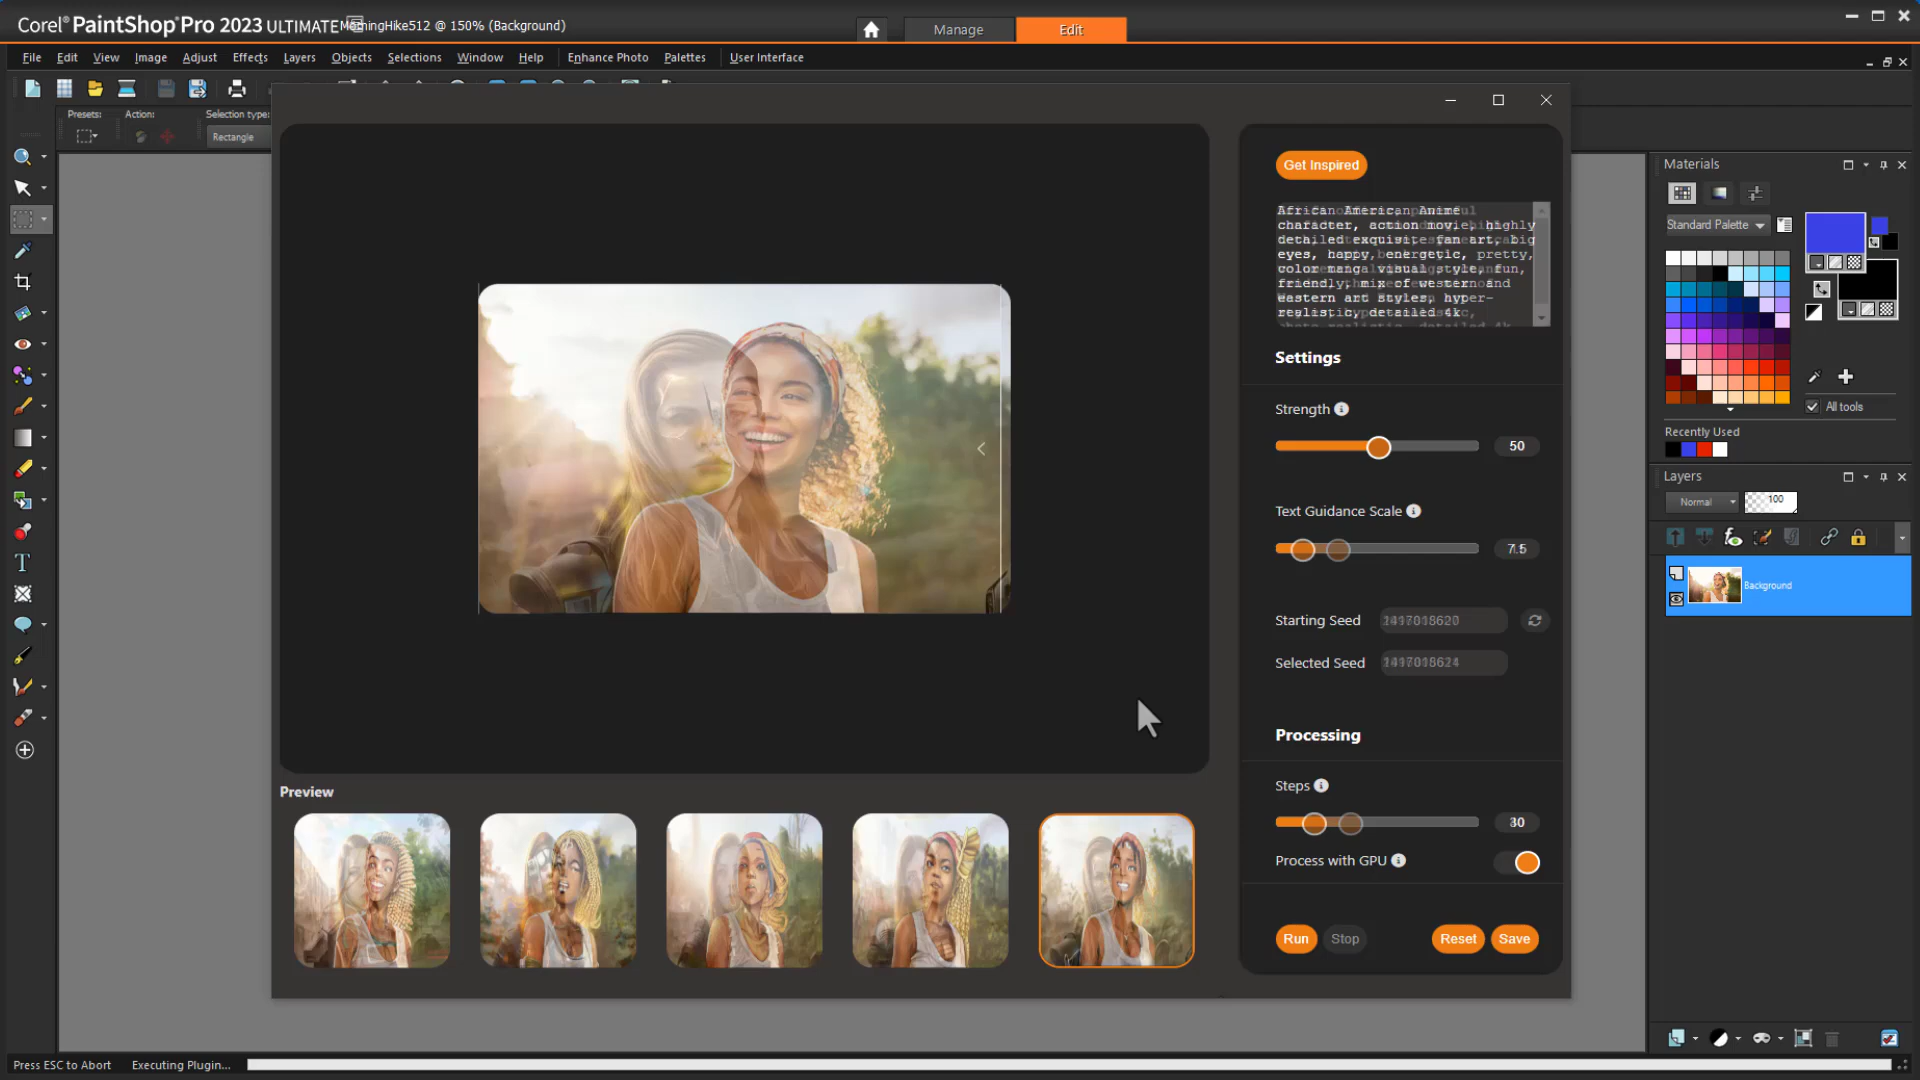 Corel® PaintShop® Pro 2023 ULTIMATE
MorningHike512 @ 150% (Background)
Manage
Edit
File Edit View Image Adjust Effects Layers Objects Selections Window Help Enhance Photo Palettes User Interface
Presets: Action: Selection type:
Rectangle
Get Inspired
African American Anime
character, action movie, highly
detailed exquisite fan art, big
eyes, happy, energetic, pretty,
color manga visual style, fun,
friendly, mix of western and
eastern art styles, hyper-
realistic, detailed 4k
Settings
Strength
50
Text Guidance Scale
Starting Seed
Selected Seed
Processing
Steps
30
Process with GPU
Run Stop Reset Save
Preview
Materials
Standard Palette
All tools
Recently Used
Layers
Normal 100
Background
Press ESC to Abort Executing Plugin...